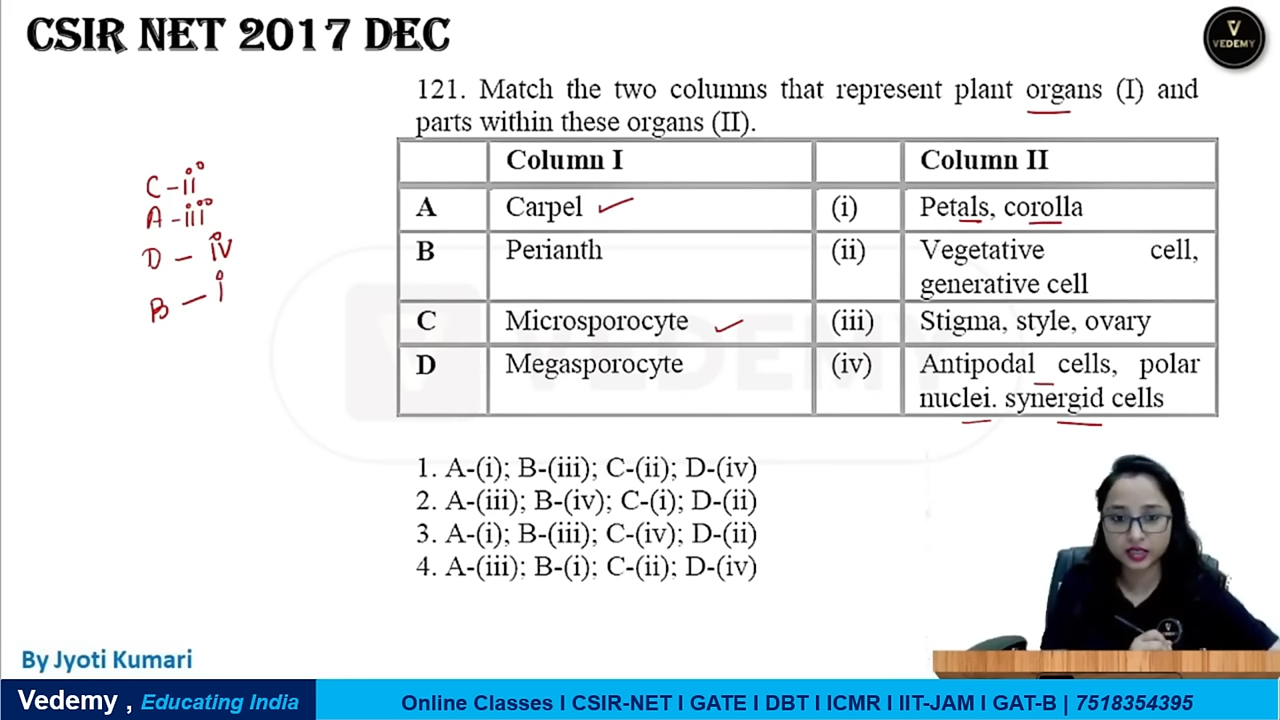 CSIR NET 2017 DEC
V
VEDEMY
121. Match the two columns that represent plant organs (I) and
parts within these organs (II).
Column I Column II
A Carpel (i) Petals, corolla
B Perianth (ii) Vegetative cell,
generative cell
C Microsporocyte (iii) Stigma, style, ovary
D Megasporocyte (iv) Antipodal cells, polar
nuclei. synergid cells
C - ii
A - iii
D - iv
B - i
VEDEMY
1. A-(i); B-(iii); C-(ii); D-(iv)
2. A-(iii); B-(iv); C-(i); D-(ii)
3. A-(i); B-(iii); C-(iv); D-(ii)
4. A-(iii); B-(i); C-(ii); D-(iv)
By Jyoti Kumari
Vedemy , Educating India
Online Classes I CSIR-NET I GATE I DBT I ICMR I IIT-JAM I GAT-B | 7518354395